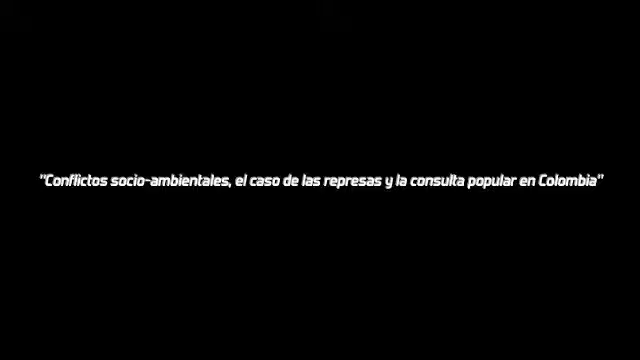 "Conflictos socio-ambientales, el caso de las represas y la consulta popular en Colombia"